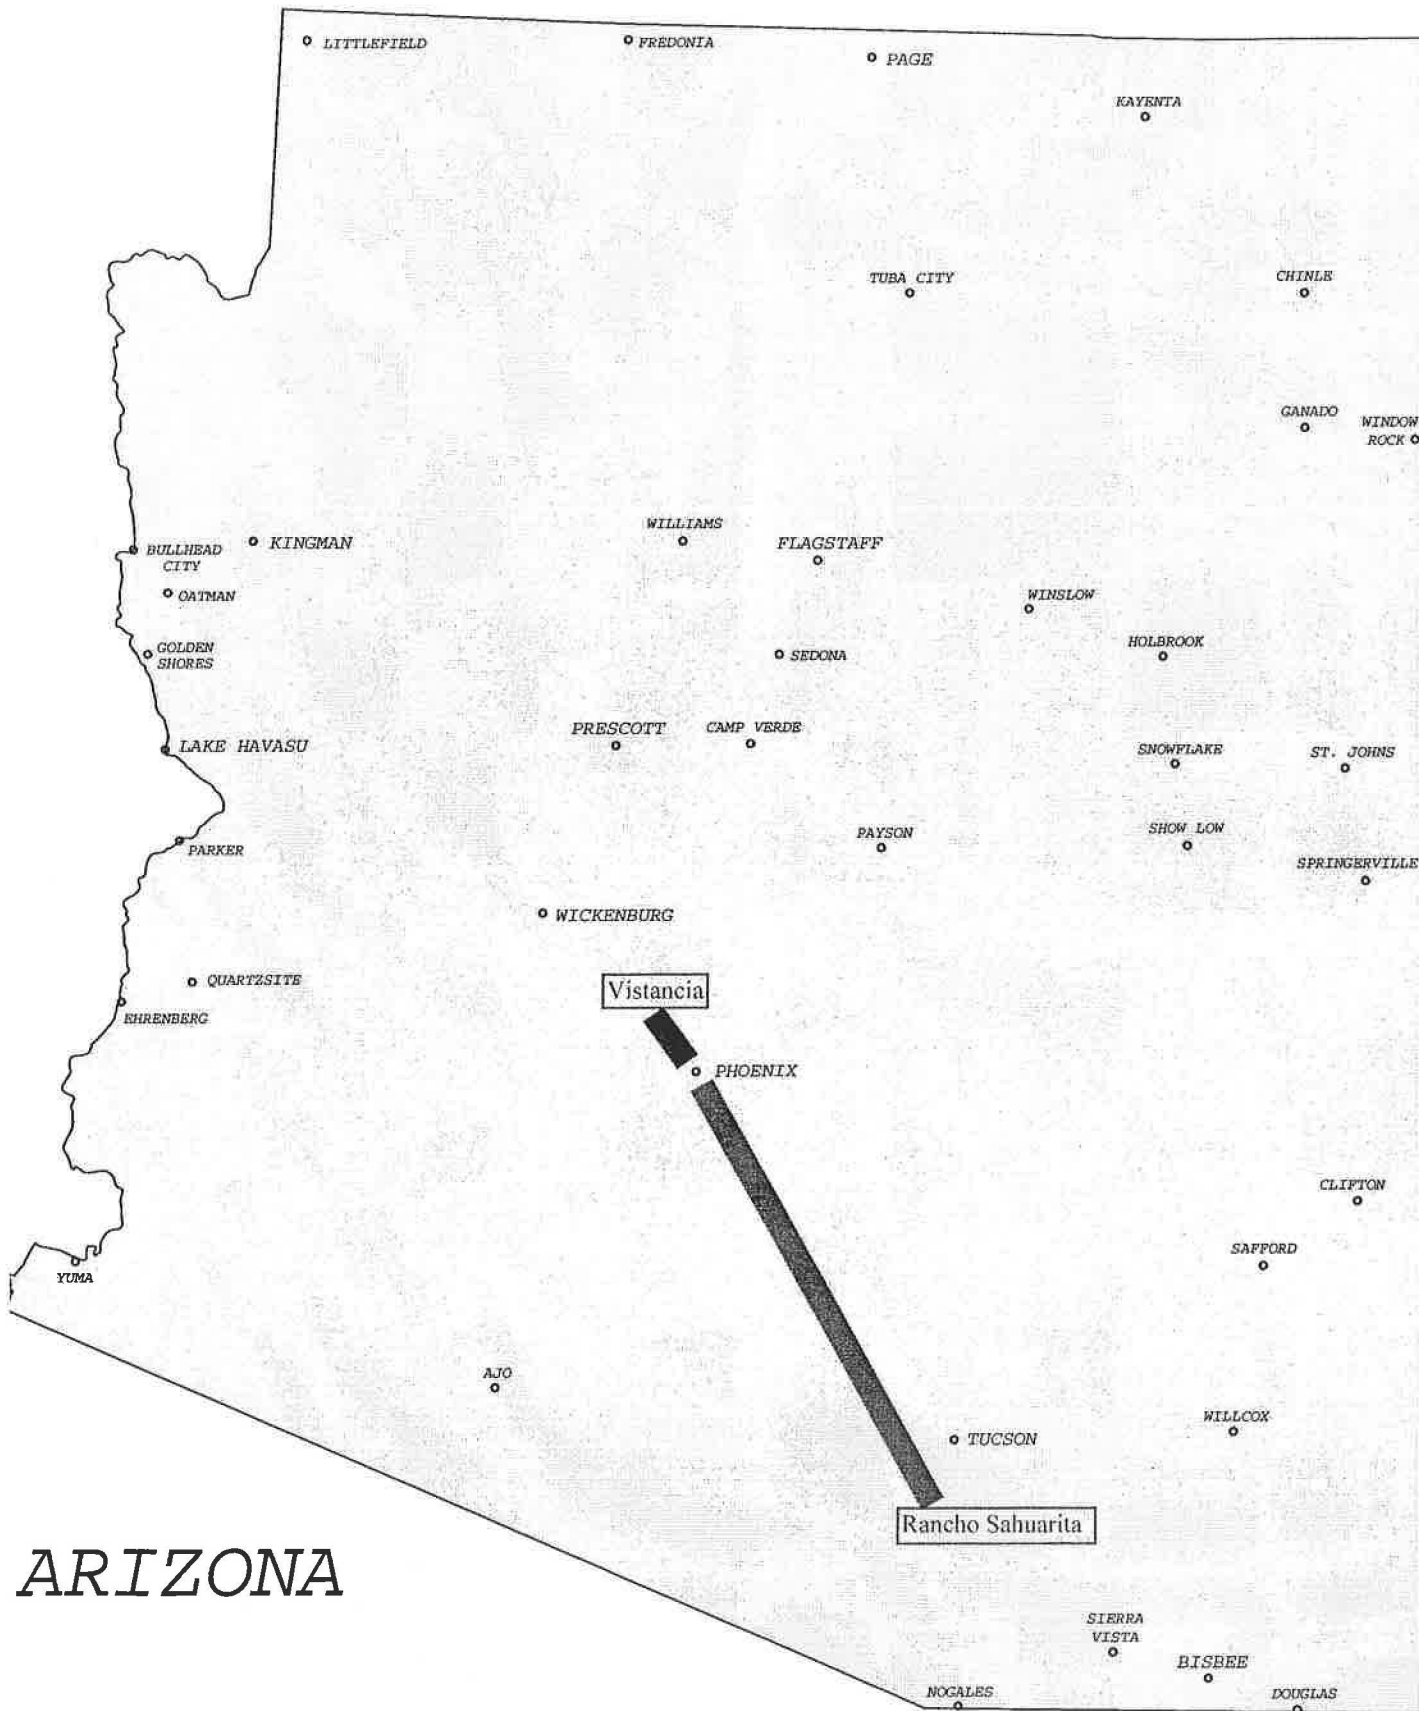 LITTLEFIELD
FREDONIA
PAGE
KAYENTA
TUBA CITY
CHINLE
GANADO
WINDOW
ROCK
WILLIAMS
FLAGSTAFF
KINGMAN
BULLHEAD
CITY
OATMAN
WINSLOW
GOLDEN
SHORES
SEDONA
HOLBROOK
LAKE HAVASU
PRESCOTT
CAMP VERDE
SNOWFLAKE
ST. JOHNS
PARKER
PAYSON
SHOW LOW
SPRINGERVILLE
WICKENBURG
QUARTZSITE
Vistancia
EHRENBERG
PHOENIX
CLIFTON
SAFFORD
YUMA
AJO
WILLCOX
TUCSON
Rancho Sahuarita
ARIZONA
SIERRA
VISTA
BISBEE
NOGALES
DOUGLAS